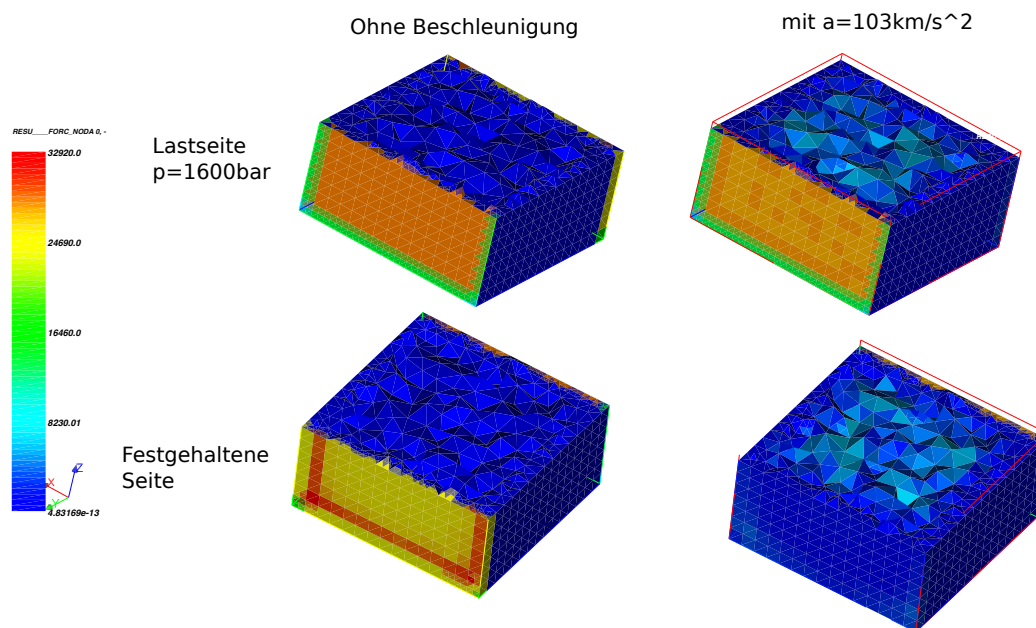 Ohne Beschleunigung
mit a=103km/s^2
RESU____FORC_NODA 0, -
32920.0
24690.0
16460.0
8230.01
4.83169e-13
X
Y
Z
Lastseite
p=1600bar
Festgehaltene
Seite